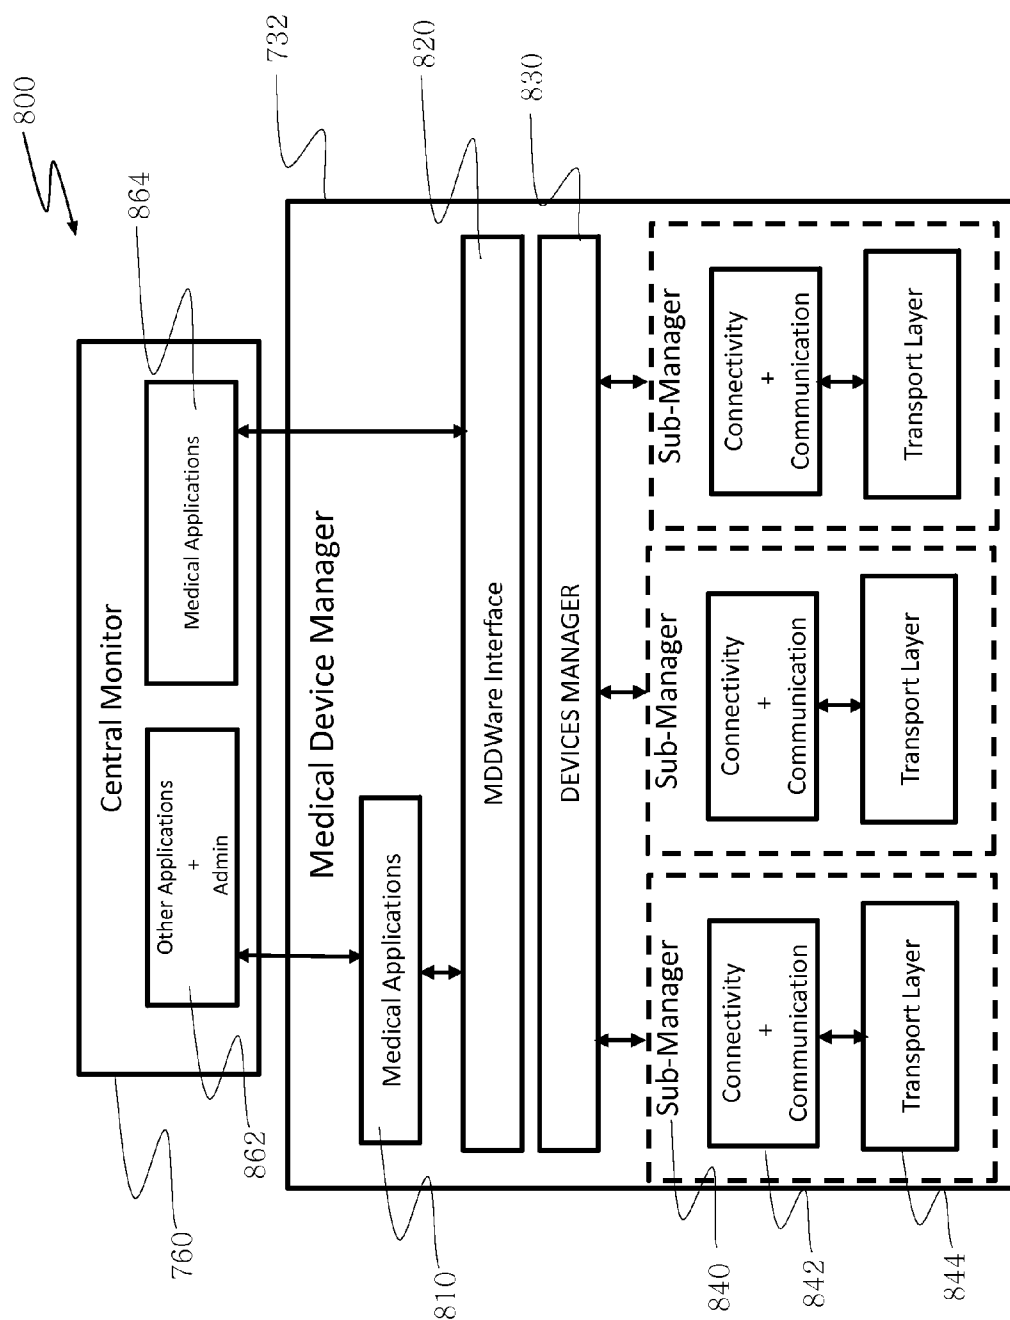 800
Central Monitor
Other Applications
+
Admin
Medical Applications
760
862
864
732
Medical Device Manager
Medical Applications
810
MDDWare Interface
820
DEVICES MANAGER
830
Sub-Manager
Connectivity
+
Communication
Transport Layer
Sub-Manager
Connectivity
+
Communication
Transport Layer
Sub-Manager
Connectivity
+
Communication
Transport Layer
840
842
844